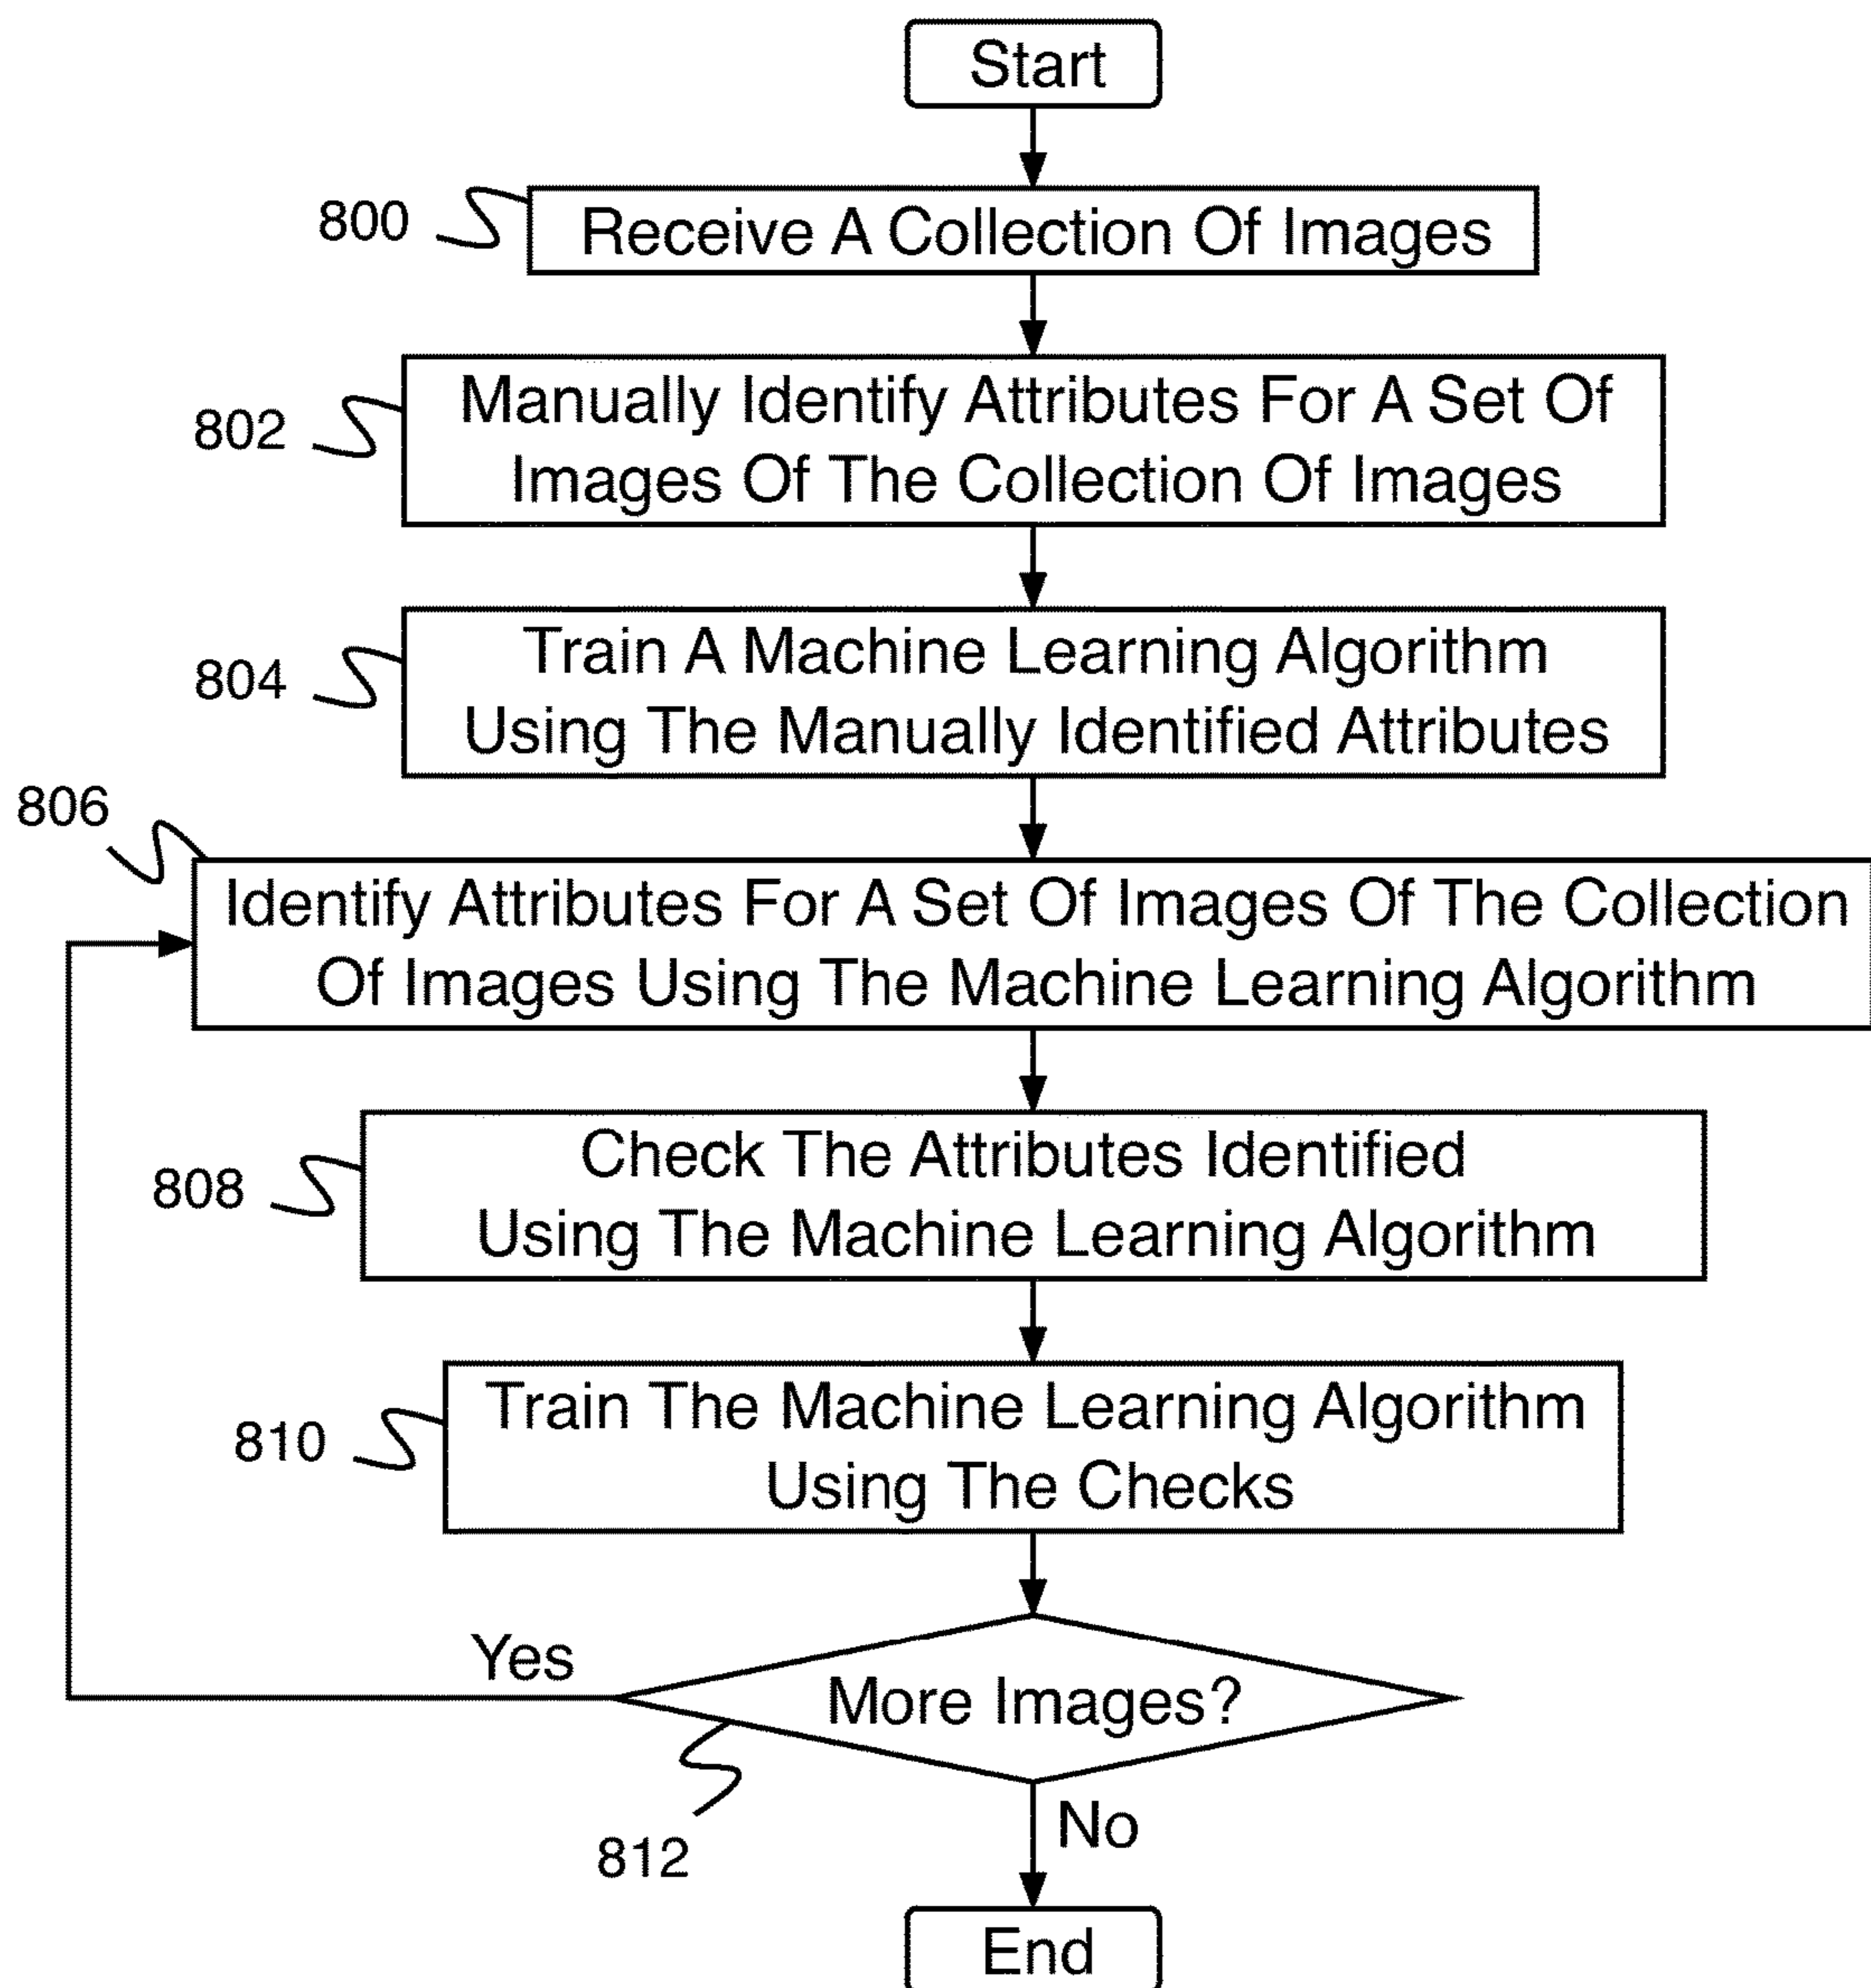 Start
800
Receive A Collection Of Images
802
Manually Identify Attributes For A Set Of
Images Of The Collection Of Images
804
Train A Machine Learning Algorithm
Using The Manually Identified Attributes
806
Identify Attributes For A Set Of Images Of The Collection
Of Images Using The Machine Learning Algorithm
808
Check The Attributes Identified
Using The Machine Learning Algorithm
810
Train The Machine Learning Algorithm
Using The Checks
Yes
More Images?
812
No
End